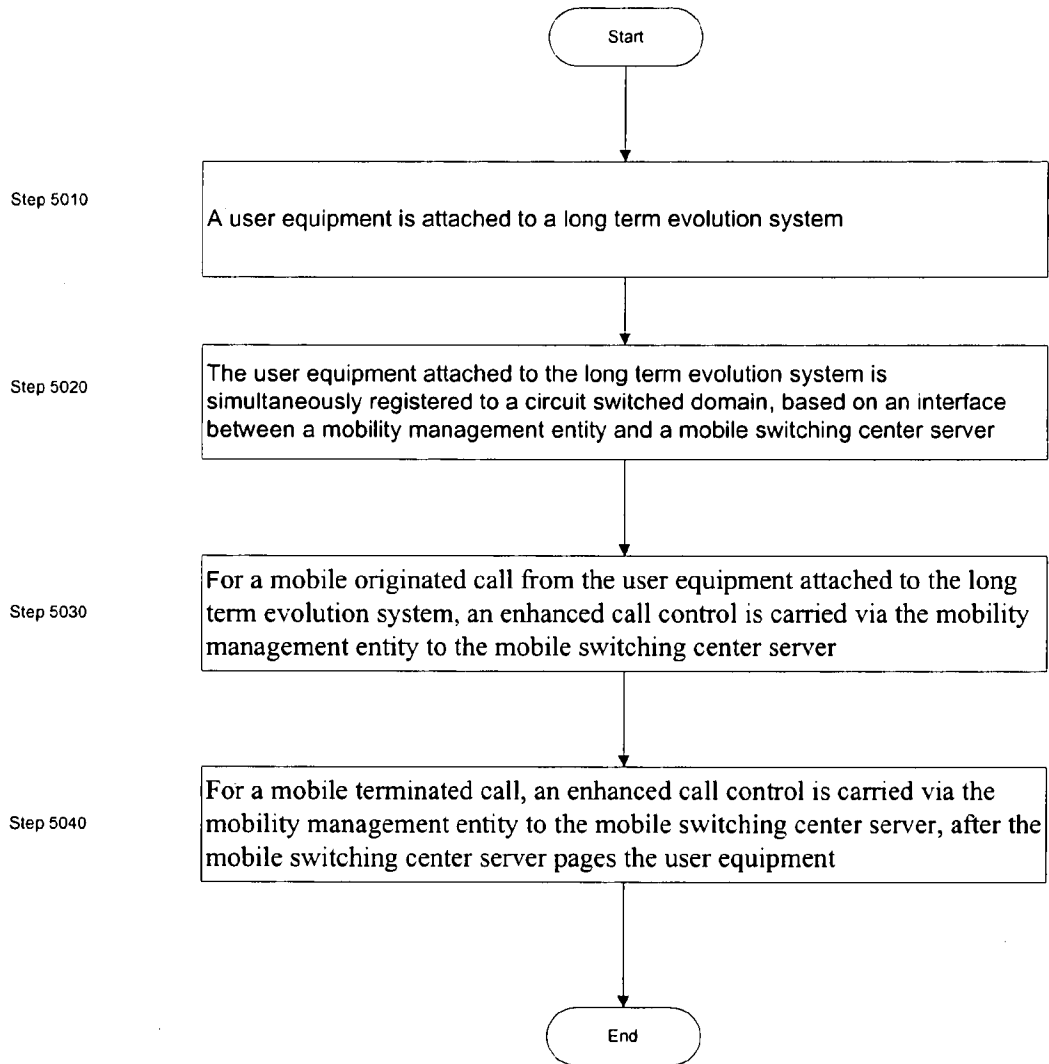 Start
Step 5010
A user equipment is attached to a long term evolution system
Step 5020
The user equipment attached to the long term evolution system is
simultaneously registered to a circuit switched domain, based on an interface
between a mobility management entity and a mobile switching center server
Step 5030
For a mobile originated call from the user equipment attached to the long
term evolution system, an enhanced call control is carried via the mobility
management entity to the mobile switching center server
Step 5040
For a mobile terminated call, an enhanced call control is carried via the
mobility management entity to the mobile switching center server, after the
mobile switching center server pages the user equipment
End